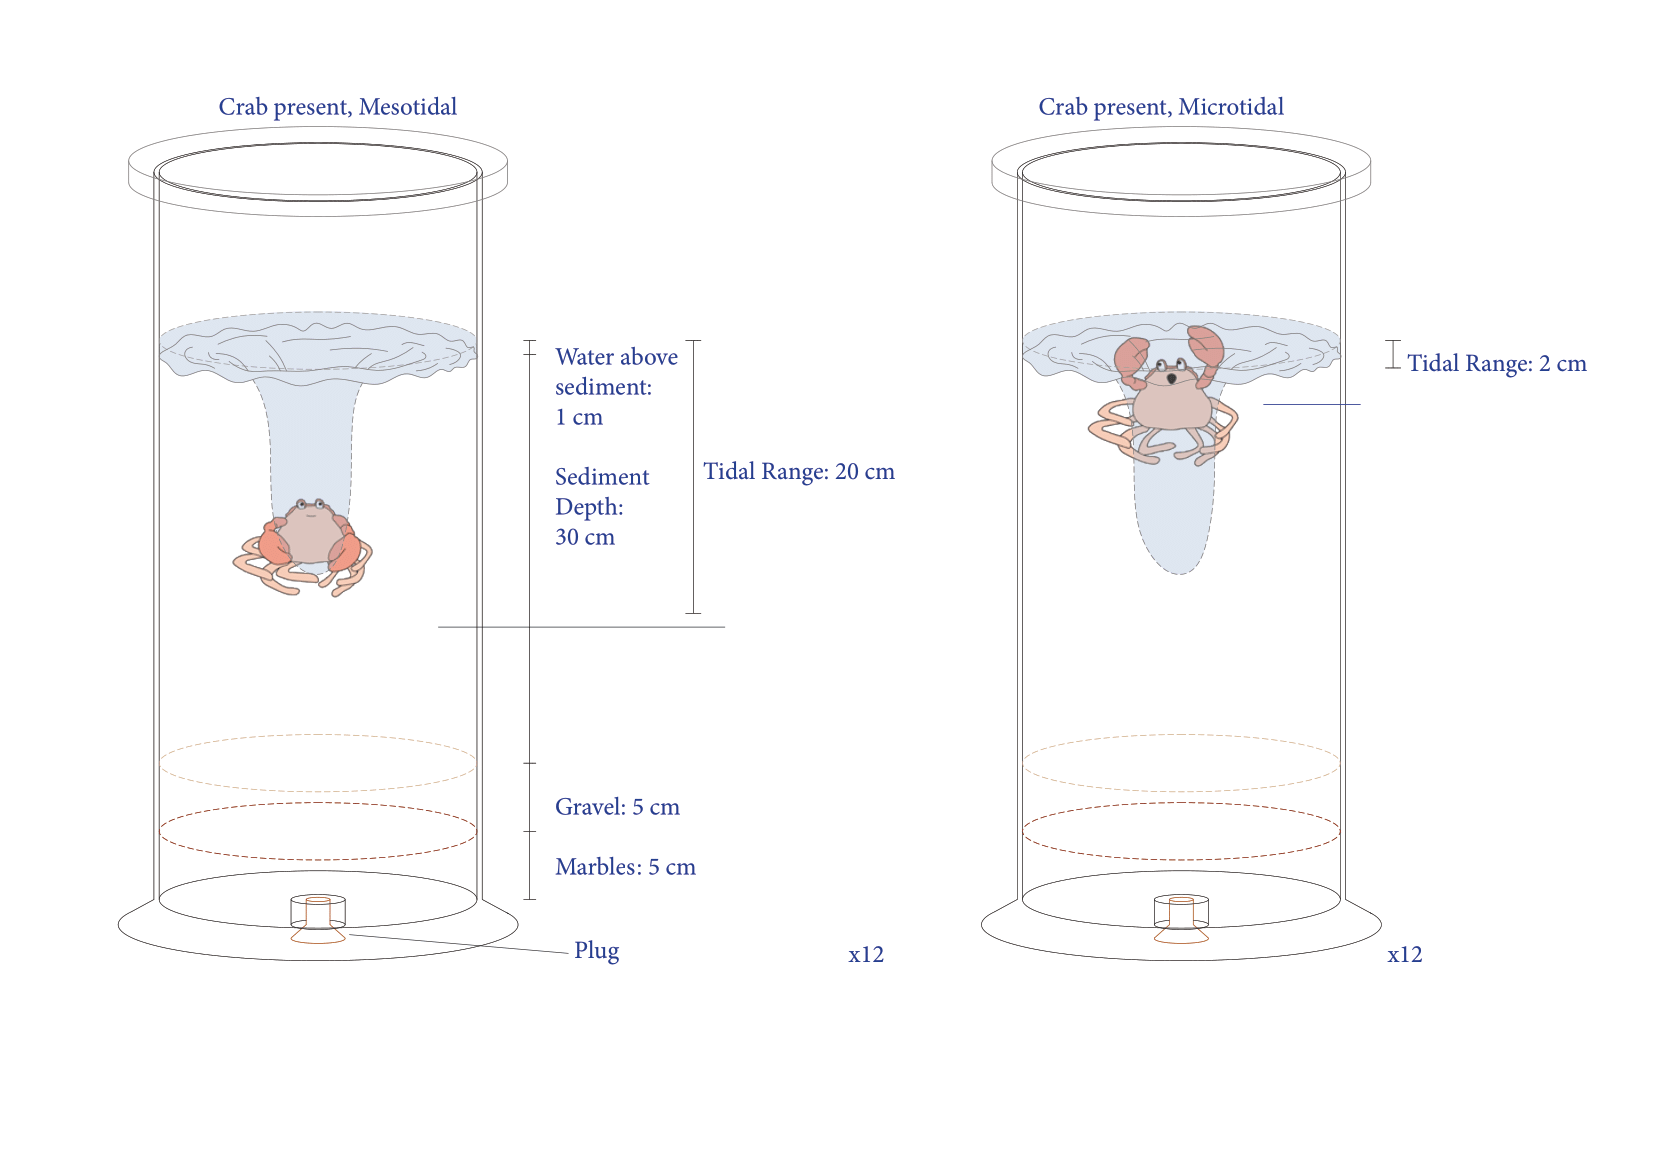 Crab present, Mesotidal
Water above
sediment:
1 cm
Sediment
Depth:
30 cm
Tidal Range: 20 cm
Gravel: 5 cm
Marbles: 5 cm
Plug
x12
Crab present, Microtidal
Tidal Range: 2 cm
x12